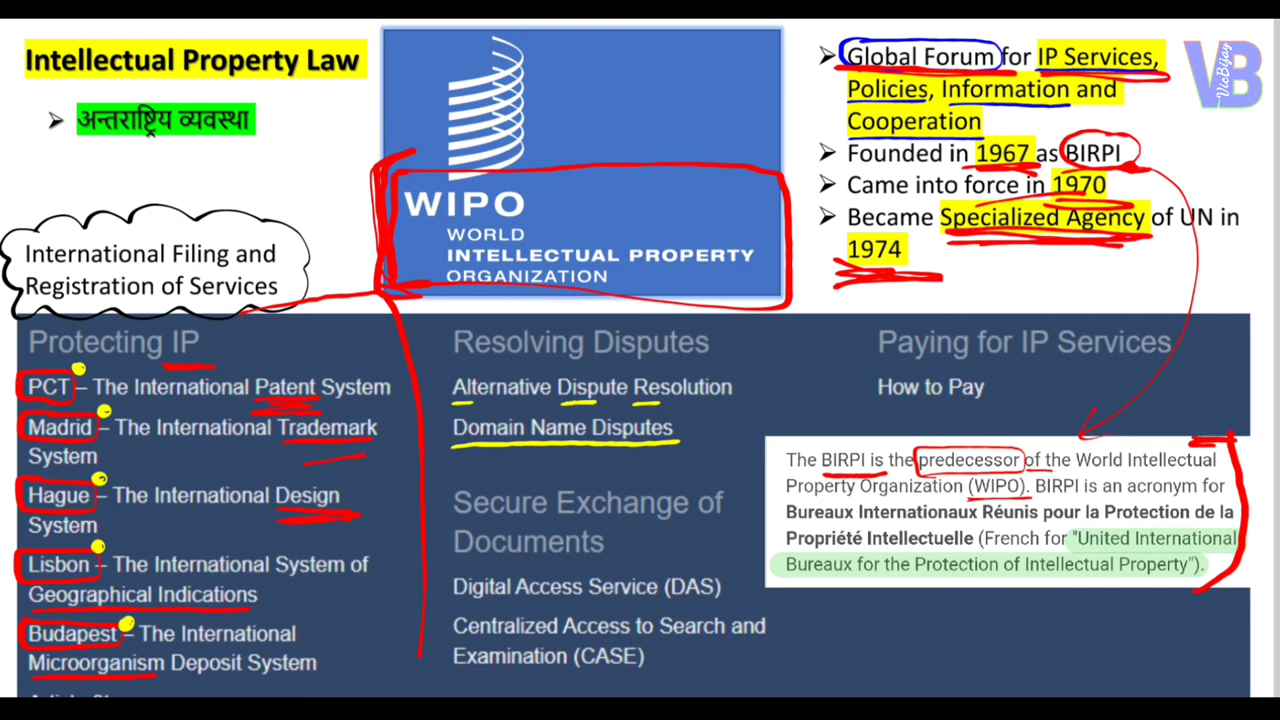 Intellectual Property Law
➢ अन्तराष्ट्रिय व्यवस्था
International Filing and
Registration of Services
WIPO
WORLD
INTELLECTUAL PROPERTY
ORGANIZATION
➢ Global Forum for IP Services,
Policies, Information and
Cooperation
➢ Founded in 1967 as BIRPI
➢ Came into force in 1970
➢ Became Specialized Agency of UN in
1974
VB
VicBijay
Protecting IP
PCT – The International Patent System
Madrid – The International Trademark
System
Hague – The International Design
System
Lisbon – The International System of
Geographical Indications
Budapest – The International
Microorganism Deposit System
Resolving Disputes
Alternative Dispute Resolution
Domain Name Disputes
Secure Exchange of
Documents
Digital Access Service (DAS)
Centralized Access to Search and
Examination (CASE)
Paying for IP Services
How to Pay
The BIRPI is the predecessor of the World Intellectual
Property Organization (WIPO). BIRPI is an acronym for
Bureaux Internationaux Réunis pour la Protection de la
Propriété Intellectuelle (French for "United International
Bureaux for the Protection of Intellectual Property").